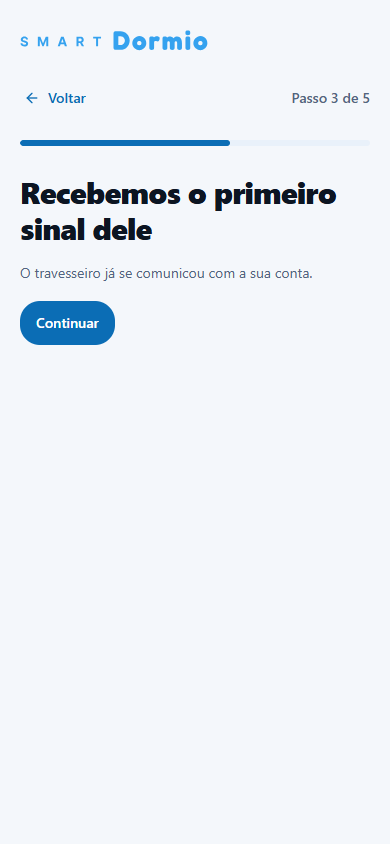 SMART Dormio
← Voltar
Passo 3 de 5
Recebemos o primeiro
sinal dele
O travesseiro já se comunicou com a sua conta.
Continuar